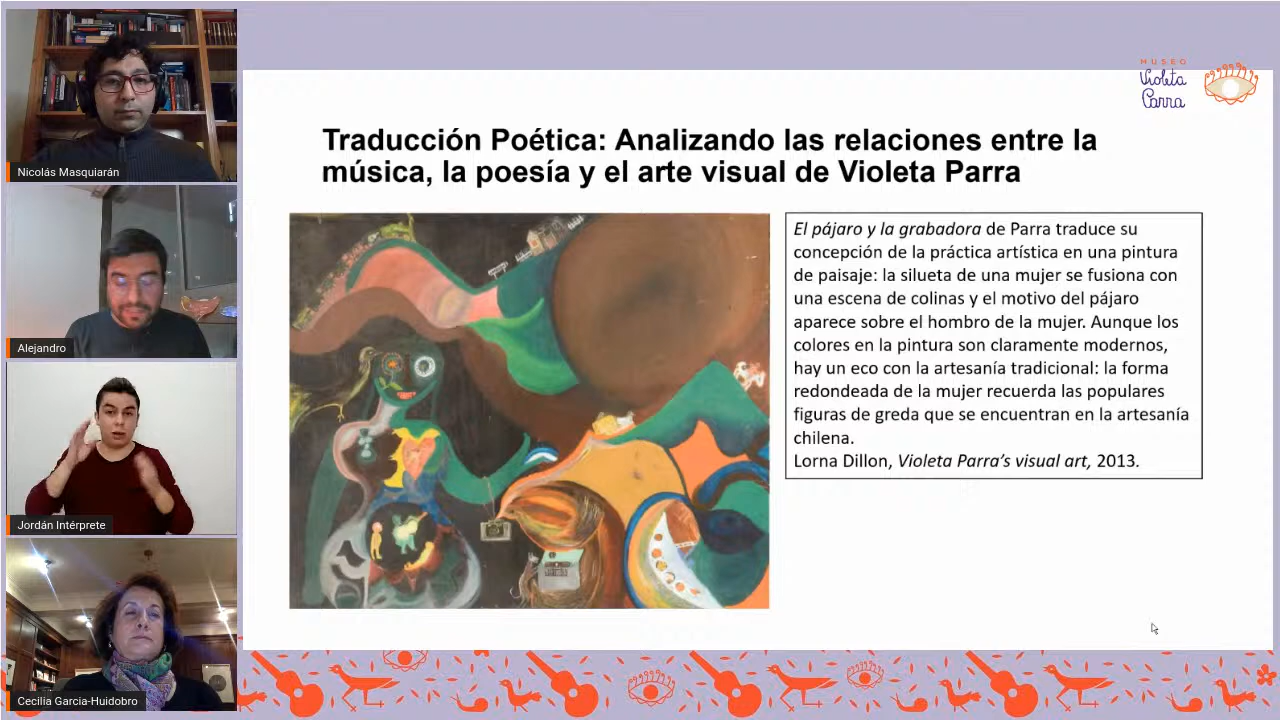 Nicolás Masquiarán
Alejandro
Jordán Intérprete
Cecilia Garcia-Huidobro
MUSEO
Violeta
Parra
Traducción Poética: Analizando las relaciones entre la
música, la poesía y el arte visual de Violeta Parra
El pájaro y la grabadora de Parra traduce su
concepción de la práctica artística en una pintura
de paisaje: la silueta de una mujer se fusiona con
una escena de colinas y el motivo del pájaro
aparece sobre el hombro de la mujer. Aunque los
colores en la pintura son claramente modernos,
hay un eco con la artesanía tradicional: la forma
redondeada de la mujer recuerda las populares
figuras de greda que se encuentran en la artesanía
chilena.
Lorna Dillon, Violeta Parra's visual art, 2013.